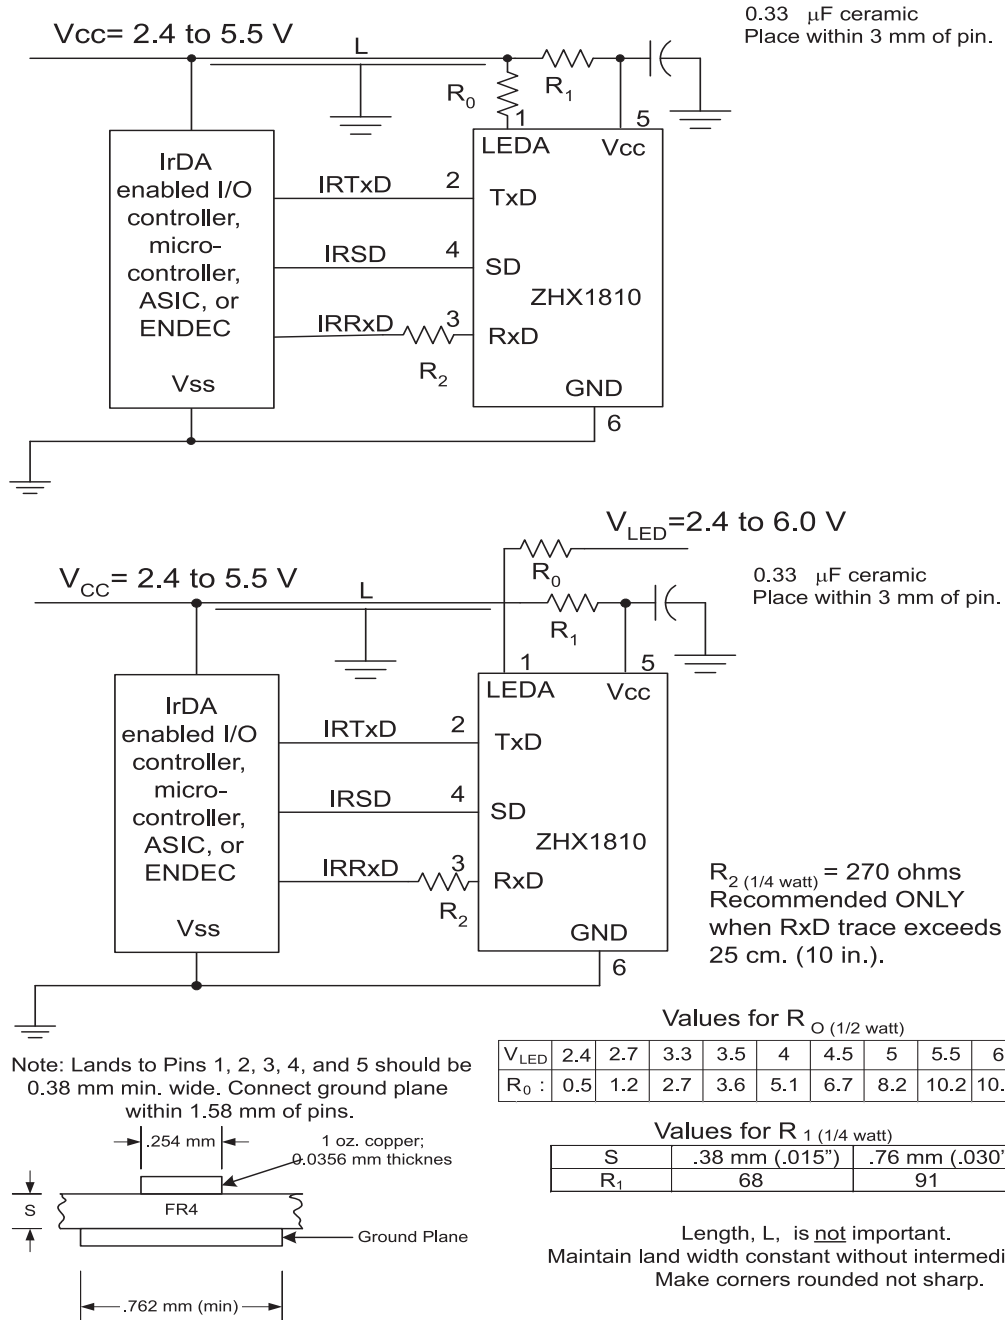 0.33 μF ceramic
Place within 3 mm of pin.
Vcc= 2.4 to 5.5 V
L
R0
R1
1
5
LEDA
Vcc
IrDA
enabled I/O
controller,
micro-
controller,
ASIC, or
ENDEC
Vss
IRTxD
2
TxD
IRSD
4
SD
ZHX1810
IRRxD
3
RxD
R2
GND
6
VLED=2.4 to 6.0 V
R0
VCC= 2.4 to 5.5 V
L
R1
0.33 μF ceramic
Place within 3 mm of pin.
1
5
LEDA
Vcc
IrDA
enabled I/O
controller,
micro-
controller,
ASIC, or
ENDEC
Vss
IRTxD
2
TxD
IRSD
4
SD
ZHX1810
IRRxD
3
RxD
R2
GND
6
R2 (1/4 watt) = 270 ohms
Recommended ONLY
when RxD trace exceeds
25 cm. (10 in.).
Values for R O (1/2 watt)
VLED 2.4 2.7 3.3 3.5 4 4.5 5 5.5 6
R0 : 0.5 1.2 2.7 3.6 5.1 6.7 8.2 10.2 10.
Note: Lands to Pins 1, 2, 3, 4, and 5 should be
0.38 mm min. wide. Connect ground plane
within 1.58 mm of pins.
.254 mm
1 oz. copper;
0.0356 mm thicknes
S
FR4
Ground Plane
.762 mm (min)
Values for R 1 (1/4 watt)
S .38 mm (.015”) .76 mm (.030”
R1 68 91
Length, L, is not important.
Maintain land width constant without intermedi
Make corners rounded not sharp.